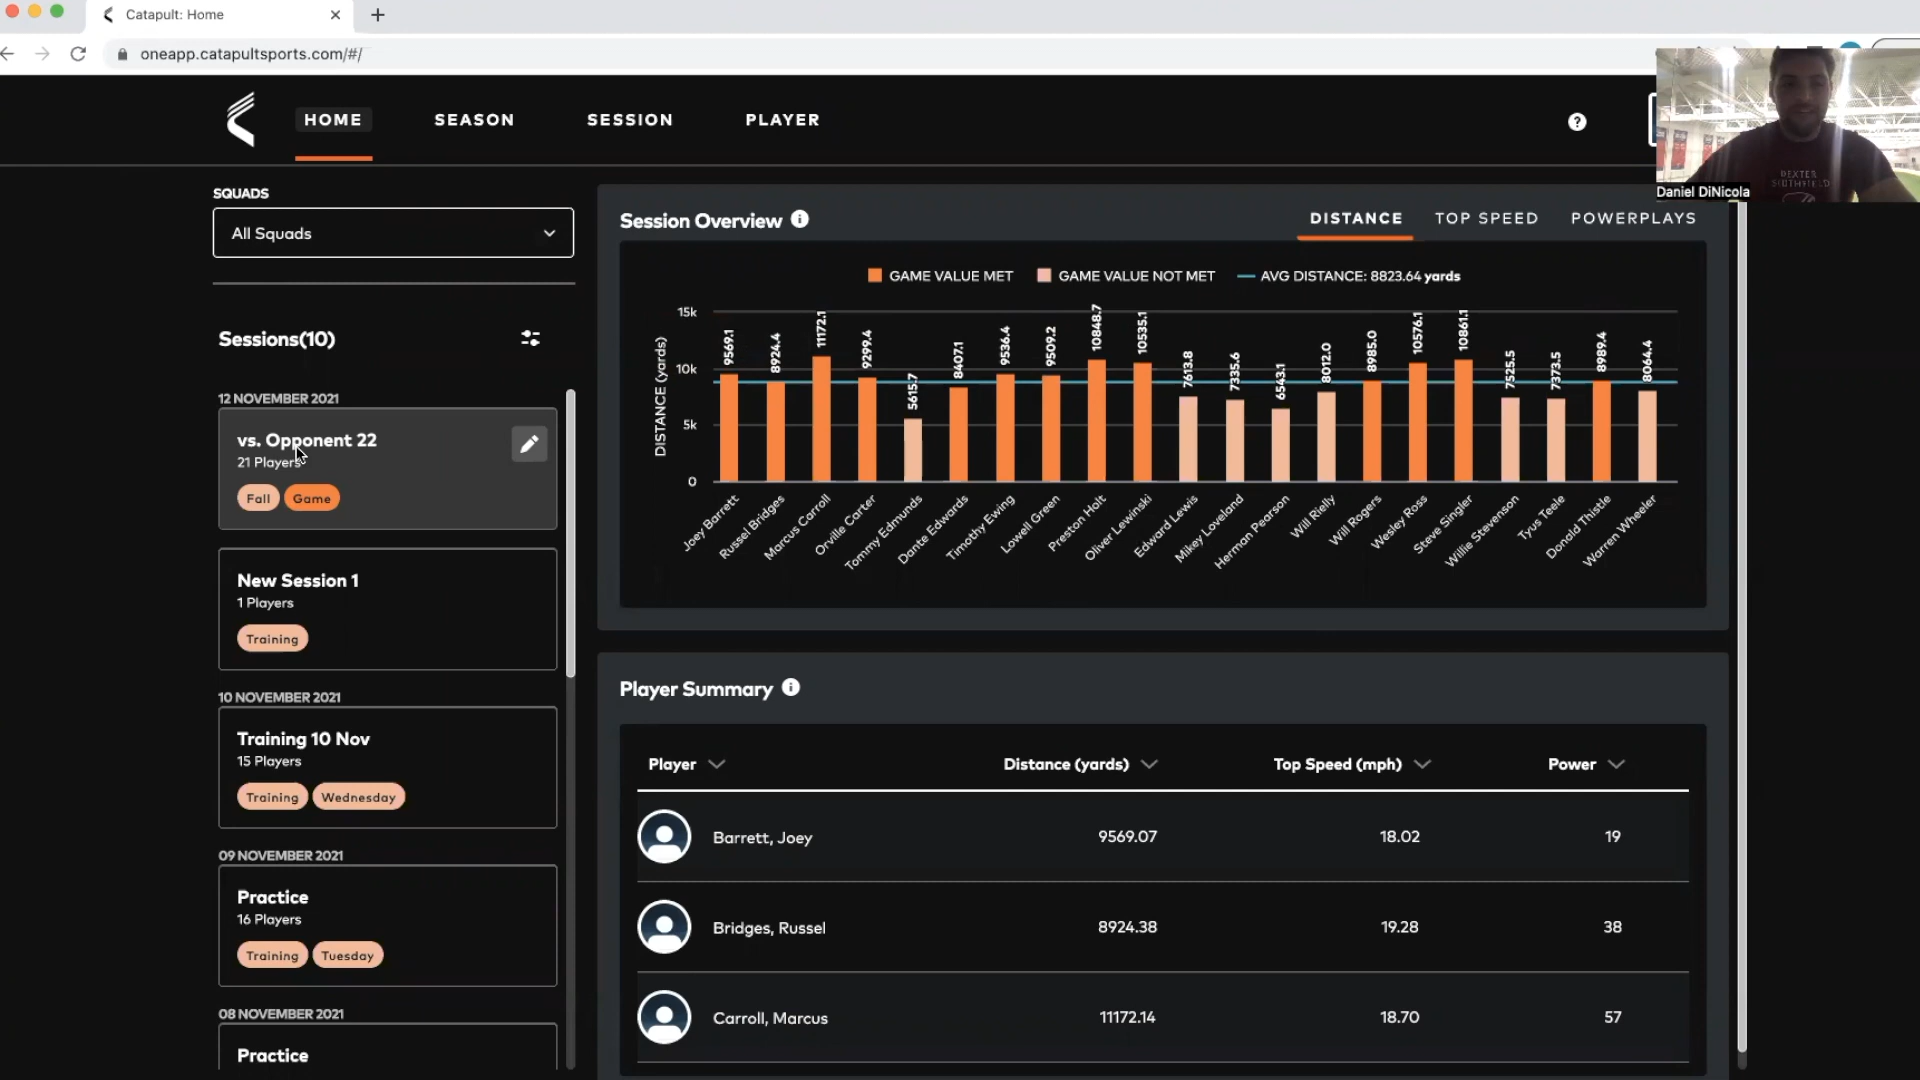 Catapult: Home
oneapp.catapultsports.com/#/
HOME SEASON SESSION PLAYER
?
DEXTER
SOUTHFIELD
Daniel DiNicola
SQUADS
All Squads
Sessions(10)
12 NOVEMBER 2021
vs. Opponent 22
21 Players
Fall Game
New Session 1
1 Players
Training
10 NOVEMBER 2021
Training 10 Nov
15 Players
Training Wednesday
09 NOVEMBER 2021
Practice
16 Players
Training Tuesday
08 NOVEMBER 2021
Practice
Session Overview
DISTANCE TOP SPEED POWERPLAYS
GAME VALUE MET GAME VALUE NOT MET AVG DISTANCE: 8823.64 yards
DISTANCE (yards)
15k
10k
5k
0
9569.1 8924.4 11172.1 9299.4 5615.7 8407.1 9536.4 9509.2 10848.7 10535.1 7613.8 7335.6 6543.1 8012.0 8985.0 10576.1 10861.1 7525.5 7373.5 8989.4 8064.4
Joey Barrett Russel Bridges Marcus Carroll Orville Carter Tommy Edmunds Dante Edwards Timothy Ewing Lowell Green Preston Holt Oliver Lewinski Edward Lewis Mikey Loveland Herman Pearson Will Rielly Will Rogers Wesley Ross Steve Singler Willie Stevenson Tyus Teele Donald Thistle Warren Wheeler
Player Summary
Player Distance (yards) Top Speed (mph) Power
Barrett, Joey 9569.07 18.02 19
Bridges, Russel 8924.38 19.28 38
Carroll, Marcus 11172.14 18.70 57